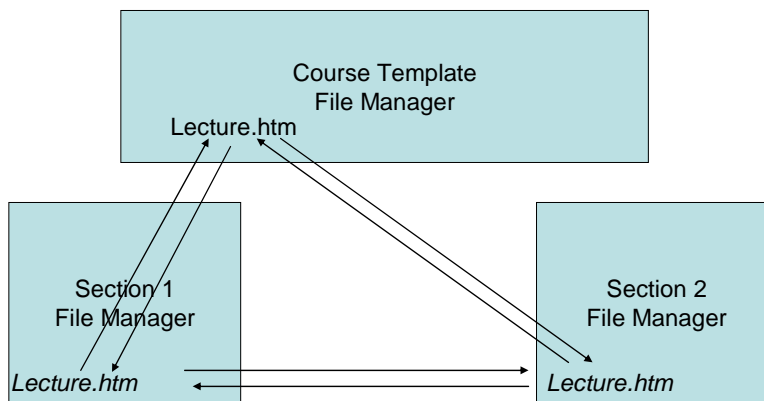 Course Template
File Manager
Lecture.htm
Section 1
File Manager
Lecture.htm
Section 2
File Manager
Lecture.htm